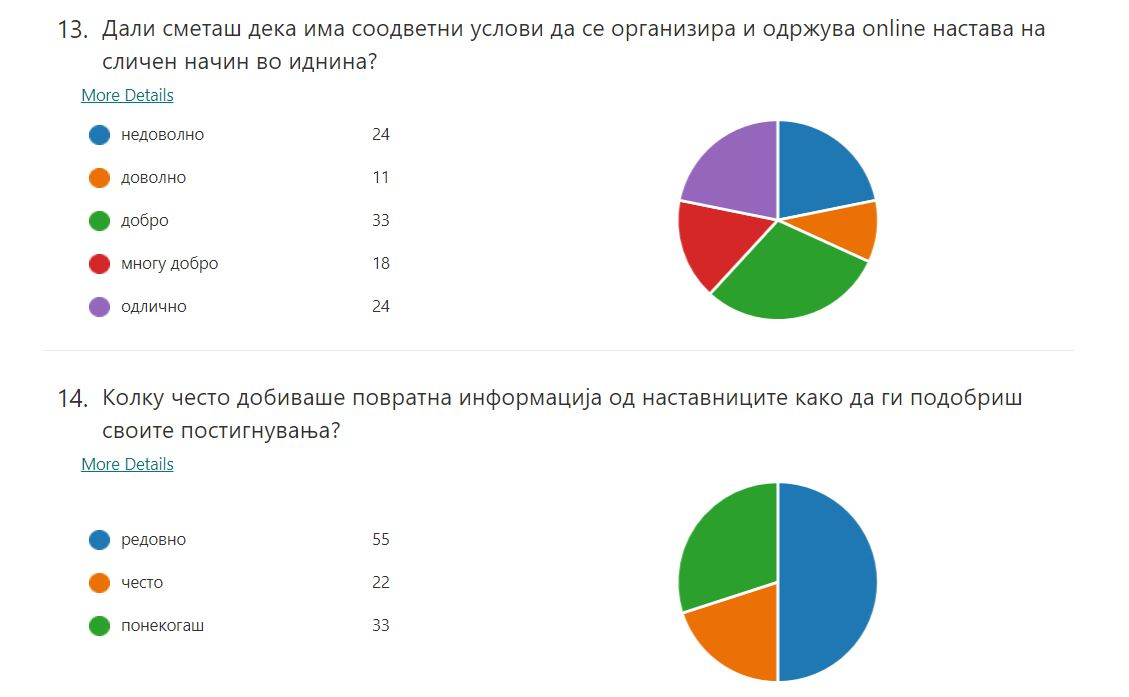 13. Дали сметаш дека има соодветни услови да се организира и одржува online настава на
сличен начин во иднина?
More Details
недоволно 24
доволно 11
добро 33
многу добро 18
одлично 24
14. Колку често добиваше повратна информација од наставниците како да ги подобриш
своите постигнувања?
More Details
редовно 55
често 22
понекогаш 33